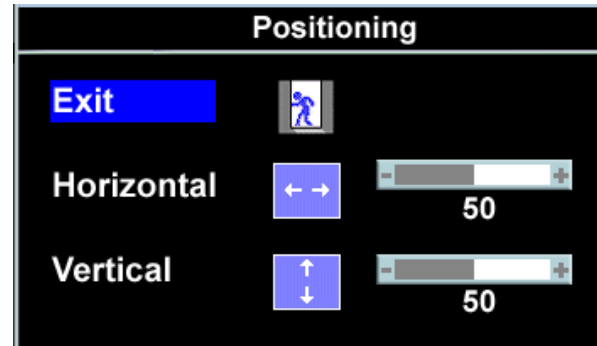 Positioning
Exit
Horizontal
- +
50
Vertical
- +
50